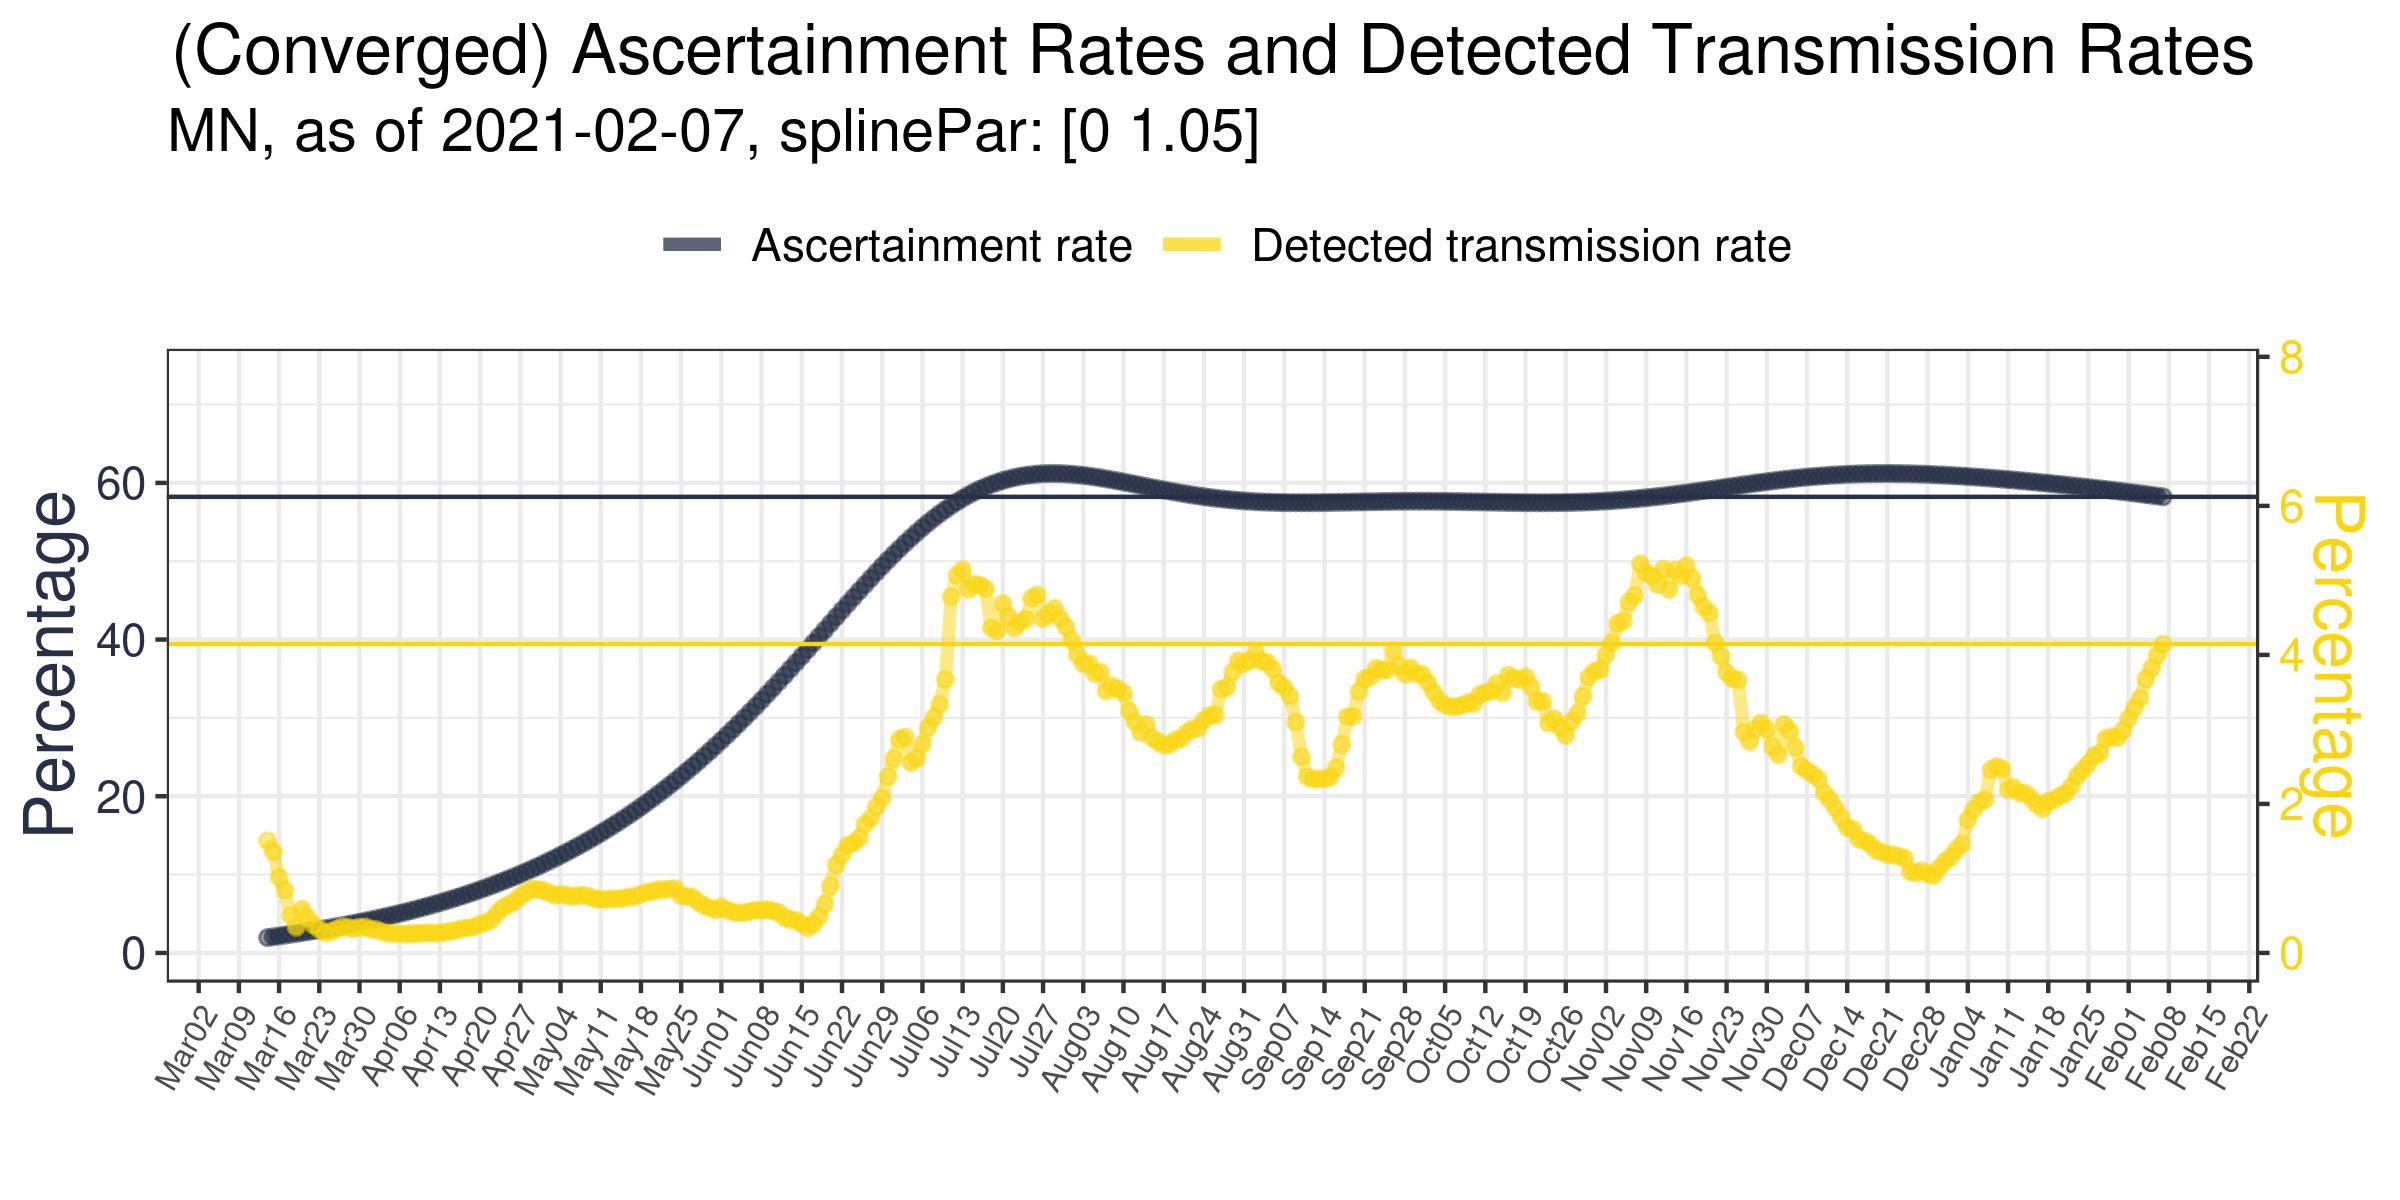 (Converged) Ascertainment Rates and Detected Transmission Rates
MN, as of 2021-02-07, splinePar: [0 1.05]
Ascertainment rate Detected transmission rate
Percentage
60
40
20
0
8
6
4
2
0
Percentage
Mar02 Mar09 Mar16 Mar23 Mar30 Apr06 Apr13 Apr20 Apr27 May04 May11 May18 May25 Jun01 Jun08 Jun15 Jun22 Jun29 Jul06 Jul13 Jul20 Jul27 Aug03 Aug10 Aug17 Aug24 Aug31 Sep07 Sep14 Sep21 Sep28 Oct05 Oct12 Oct19 Oct26 Nov02 Nov09 Nov16 Nov23 Nov30 Dec07 Dec14 Dec21 Dec28 Jan04 Jan11 Jan18 Jan25 Feb01 Feb08 Feb15 Feb22